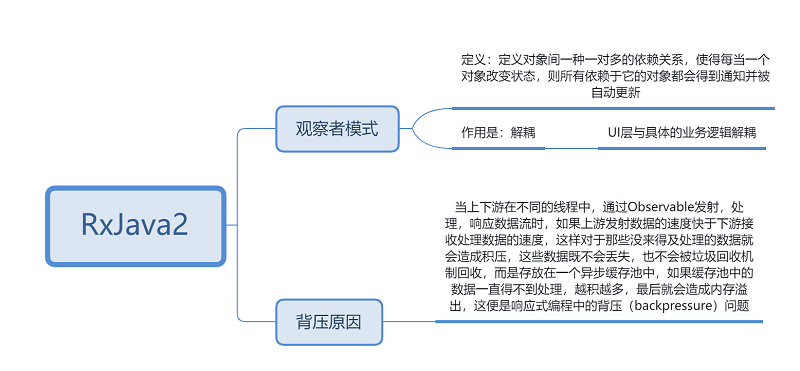 RxJava2
观察者模式
定义：定义对象间一种一对多的依赖关系，使得每当一个
对象改变状态，则所有依赖于它的对象都会得到通知并被
自动更新
作用是：解耦
UI层与具体的业务逻辑解耦
背压原因
当上下游在不同的线程中，通过Observable发射，处
理，响应数据流时，如果上游发射数据的速度快于下游接
收处理数据的速度，这样对于那些没来得及处理的数据就
会造成积压，这些数据既不会丢失，也不会被垃圾回收机
制回收，而是存放在一个异步缓存池中，如果缓存池中的
数据一直得不到处理，越积越多，最后就会造成内存溢
出，这便是响应式编程中的背压（backpressure）问题